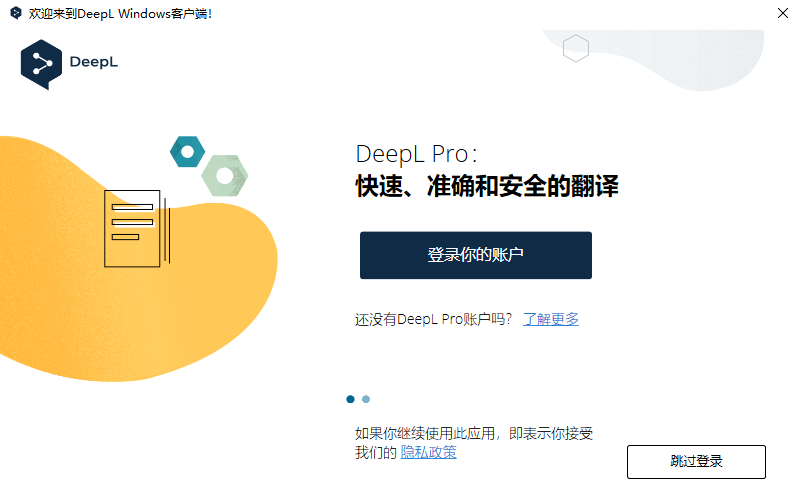 欢迎来到DeepL Windows客户端!
DeepL
DeepL Pro：
快速、准确和安全的翻译
登录你的账户
还没有DeepL Pro账户吗？ 了解更多
如果你继续使用此应用，即表示你接受
我们的 隐私政策
跳过登录